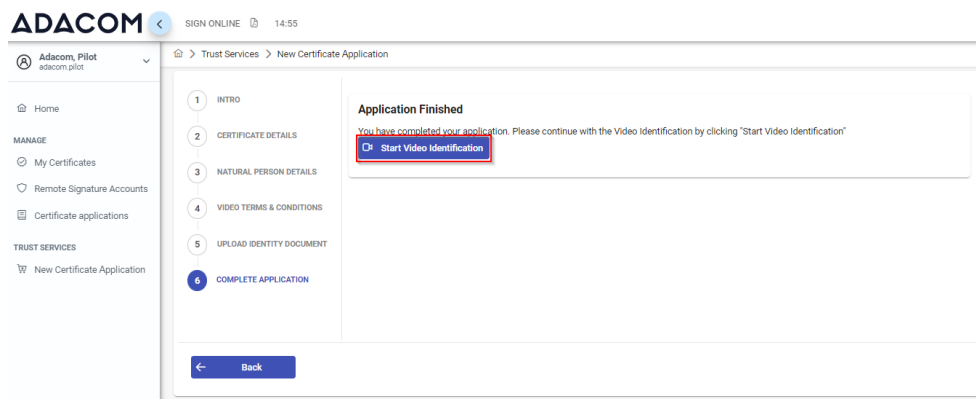 ADACOM
SIGN ONLINE 14:55
Adacom, Pilot
adacom.pilot
Trust Services > New Certificate Application
Home
MANAGE
My Certificates
Remote Signature Accounts
Certificate applications
TRUST SERVICES
New Certificate Application
1 INTRO
2 CERTIFICATE DETAILS
3 NATURAL PERSON DETAILS
4 VIDEO TERMS & CONDITIONS
5 UPLOAD IDENTITY DOCUMENT
6 COMPLETE APPLICATION
Application Finished
You have completed your application. Please continue with the Video Identification by clicking "Start Video Identification"
Start Video Identification
Back